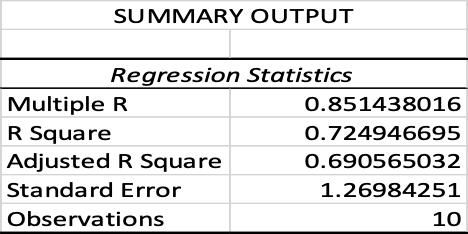 SUMMARY OUTPUT
Regression Statistics
Multiple R 0.851438016
R Square 0.724946695
Adjusted R Square 0.690565032
Standard Error 1.26984251
Observations 10